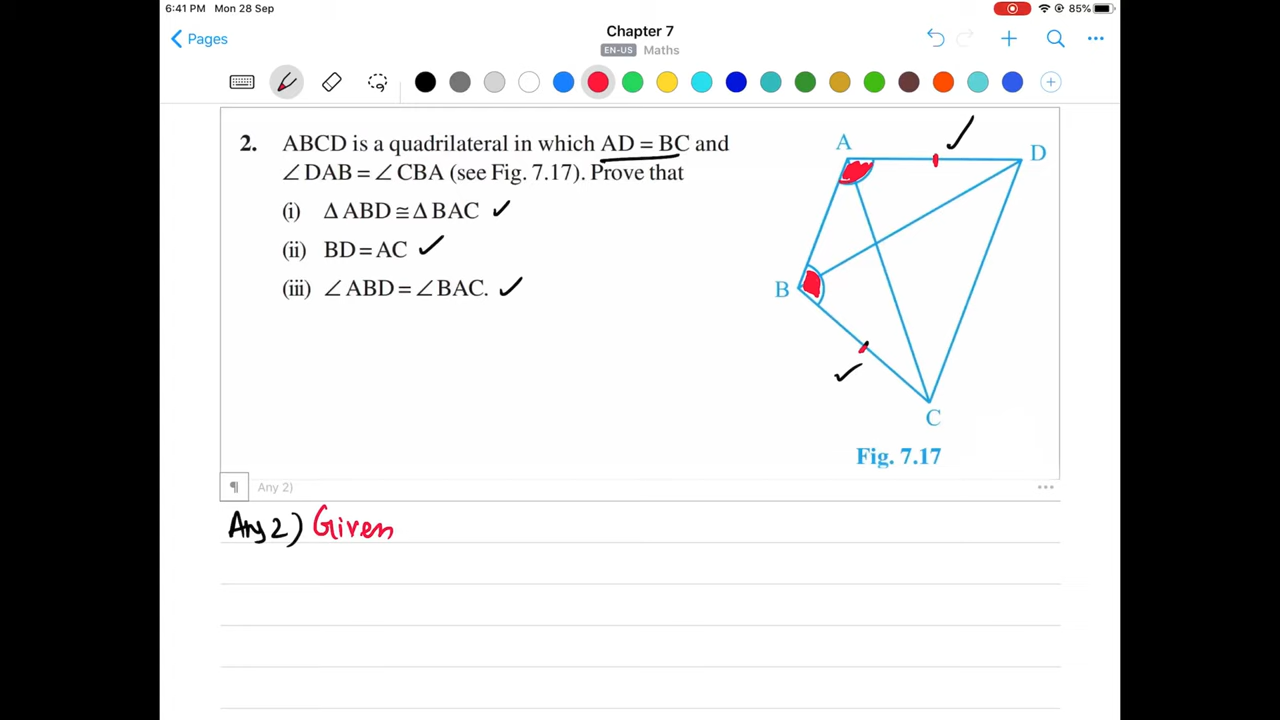 6:41 PM Mon 28 Sep
85%
Pages
Chapter 7
EN-US Maths
2. ABCD is a quadrilateral in which AD = BC and
∠DAB = ∠CBA (see Fig. 7.17). Prove that
(i) Δ ABD ≅ Δ BAC
(ii) BD = AC
(iii) ∠ABD = ∠BAC.
A
D
B
C
Fig. 7.17
¶ Any 2)
Any 2) Given